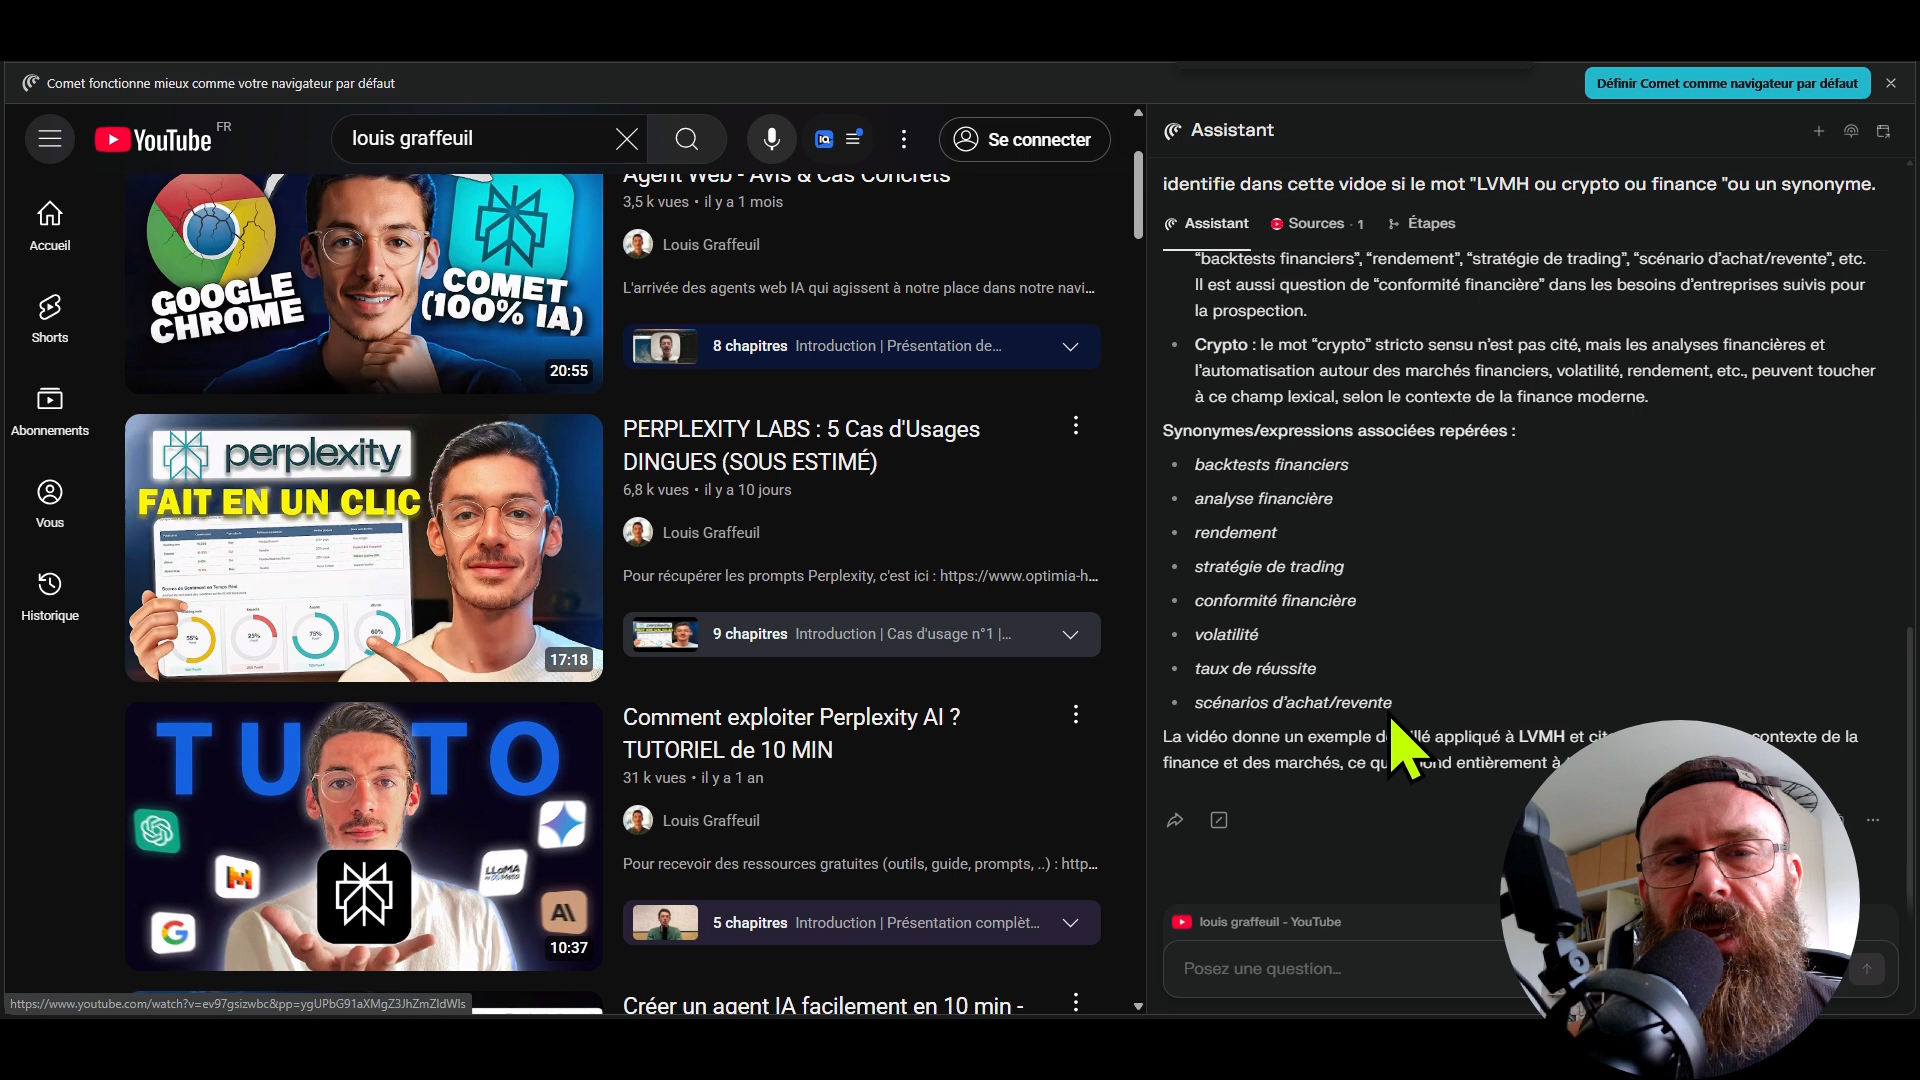 Comet fonctionne mieux comme votre navigateur par défaut
Définir Comet comme navigateur par défaut
YouTube FR
louis graffeuil
Se connecter
Accueil
Shorts
Abonnements
Vous
Historique
Agent Web - Avis & Cas Concrets
3,5 k vues • il y a 1 mois
Louis Graffeuil
L'arrivée des agents web IA qui agissent à notre place dans notre navi...
8 chapitres Introduction | Présentation de...
GOOGLE
CHROME
COMET
(100% IA)
20:55
PERPLEXITY LABS : 5 Cas d'Usages
DINGUES (SOUS ESTIMÉ)
6,8 k vues • il y a 10 jours
Louis Graffeuil
Pour récupérer les prompts Perplexity, c'est ici : https://www.optimia-h...
9 chapitres Introduction | Cas d'usage n°1 |...
perplexity
FAIT EN UN CLIC
55%
25%
75%
60%
17:18
Comment exploiter Perplexity AI ?
TUTORIEL de 10 MIN
31 k vues • il y a 1 an
Louis Graffeuil
Pour recevoir des ressources gratuites (outils, guide, prompts, ..) : http...
5 chapitres Introduction | Présentation complèt...
TUTO
LLaMA
by Meta
10:37
Créer un agent IA facilement en 10 min -
https://www.youtube.com/watch?v=ev97gsizwbc&pp=ygUPbG91aXMgZ3JhZmZldWls
Assistant
identifie dans cette vidoe si le mot "LVMH ou crypto ou finance "ou un synonyme.
Assistant
Sources · 1
Étapes
“backtests financiers”, “rendement”, “stratégie de trading”, “scénario d’achat/revente”, etc.
Il est aussi question de “conformité financière” dans les besoins d’entreprises suivis pour
la prospection.
• Crypto : le mot “crypto” stricto sensu n’est pas cité, mais les analyses financières et
l’automatisation autour des marchés financiers, volatilité, rendement, etc., peuvent toucher
à ce champ lexical, selon le contexte de la finance moderne.
Synonymes/expressions associées repérées :
• backtests financiers
• analyse financière
• rendement
• stratégie de trading
• conformité financière
• volatilité
• taux de réussite
• scénarios d’achat/revente
La vidéo donne un exemple appliqué à LVMH et contexte de la
finance et des marchés, ce entièrement à
louis graffeuil - YouTube
Posez une question...